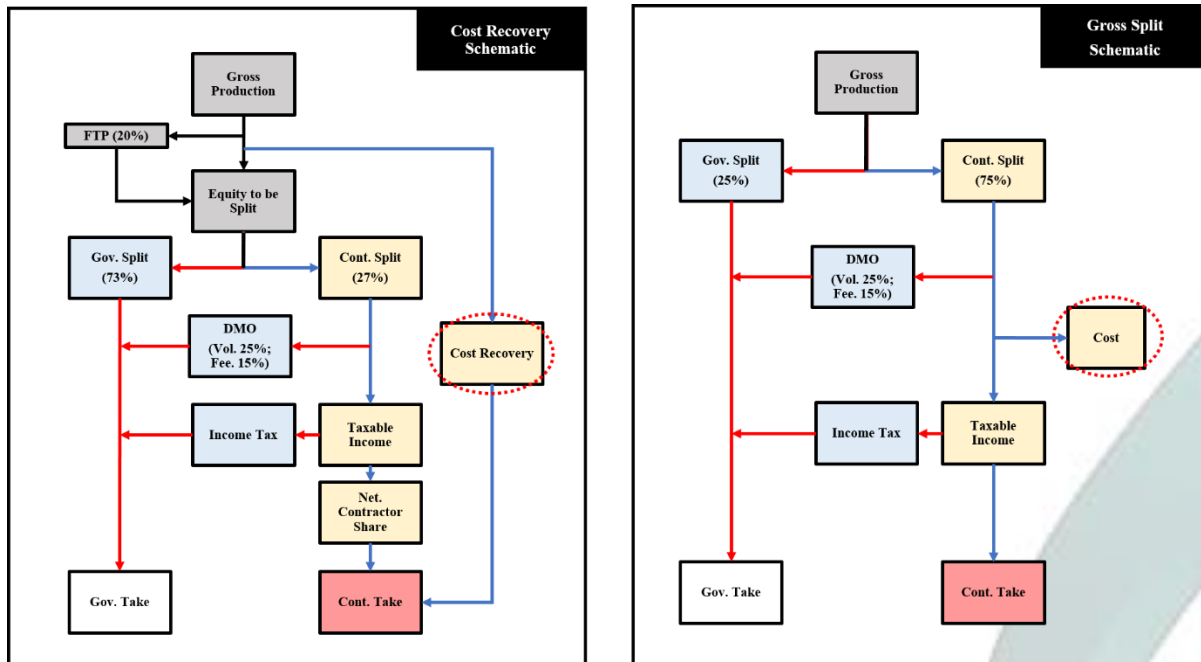 Cost Recovery
Schematic
Gross
Production
FTP (20%)
Equity to be
Split
Gov. Split
(73%)
Cont. Split
(27%)
DMO
(Vol. 25%;
Fee. 15%)
Cost Recovery
Income Tax
Taxable
Income
Net.
Contractor
Share
Gov. Take
Cont. Take
Gross Split
Schematic
Gross
Production
Gov. Split
(25%)
Cont. Split
(75%)
DMO
(Vol. 25%;
Fee. 15%)
Cost
Income Tax
Taxable
Income
Gov. Take
Cont. Take